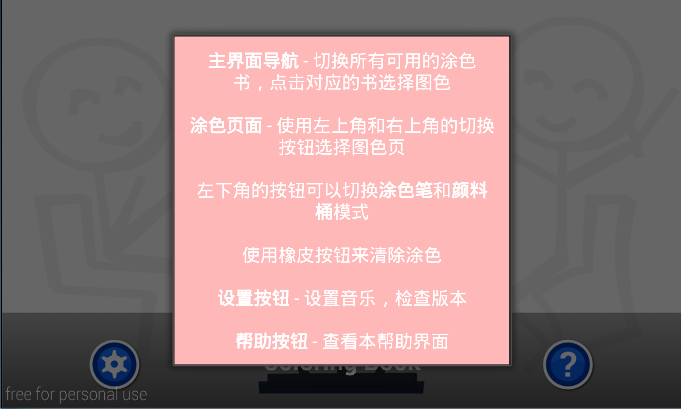 主界面导航 - 切换所有可用的涂色
书，点击对应的书选择图色
涂色页面 - 使用左上角和右上角的切换
按钮选择图色页
左下角的按钮可以切换涂色笔和颜料
桶模式
使用橡皮按钮来清除涂色
设置按钮 - 设置音乐，检查版本
帮助按钮 - 查看本帮助界面
?
Coloring Book
free for personal use